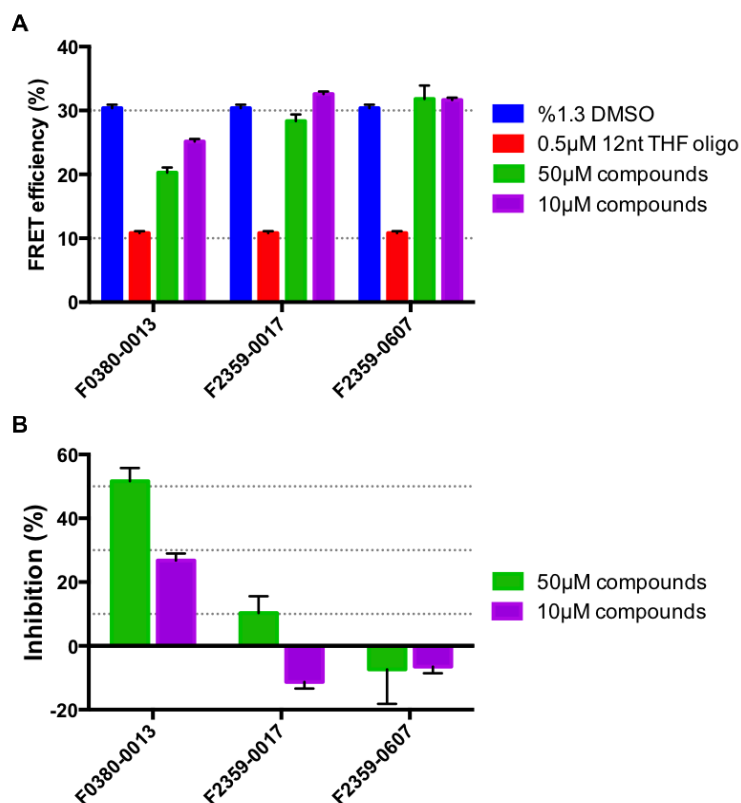 A
FRET efficiency (%)
40
30
20
10
0
F0380-0013
F2359-0017
F2359-0607
%1.3 DMSO
0.5µM 12nt THF oligo
50µM compounds
10µM compounds
B
Inhibition (%)
60
40
20
0
-20
F0380-0013
F2359-0017
F2359-0607
50µM compounds
10µM compounds